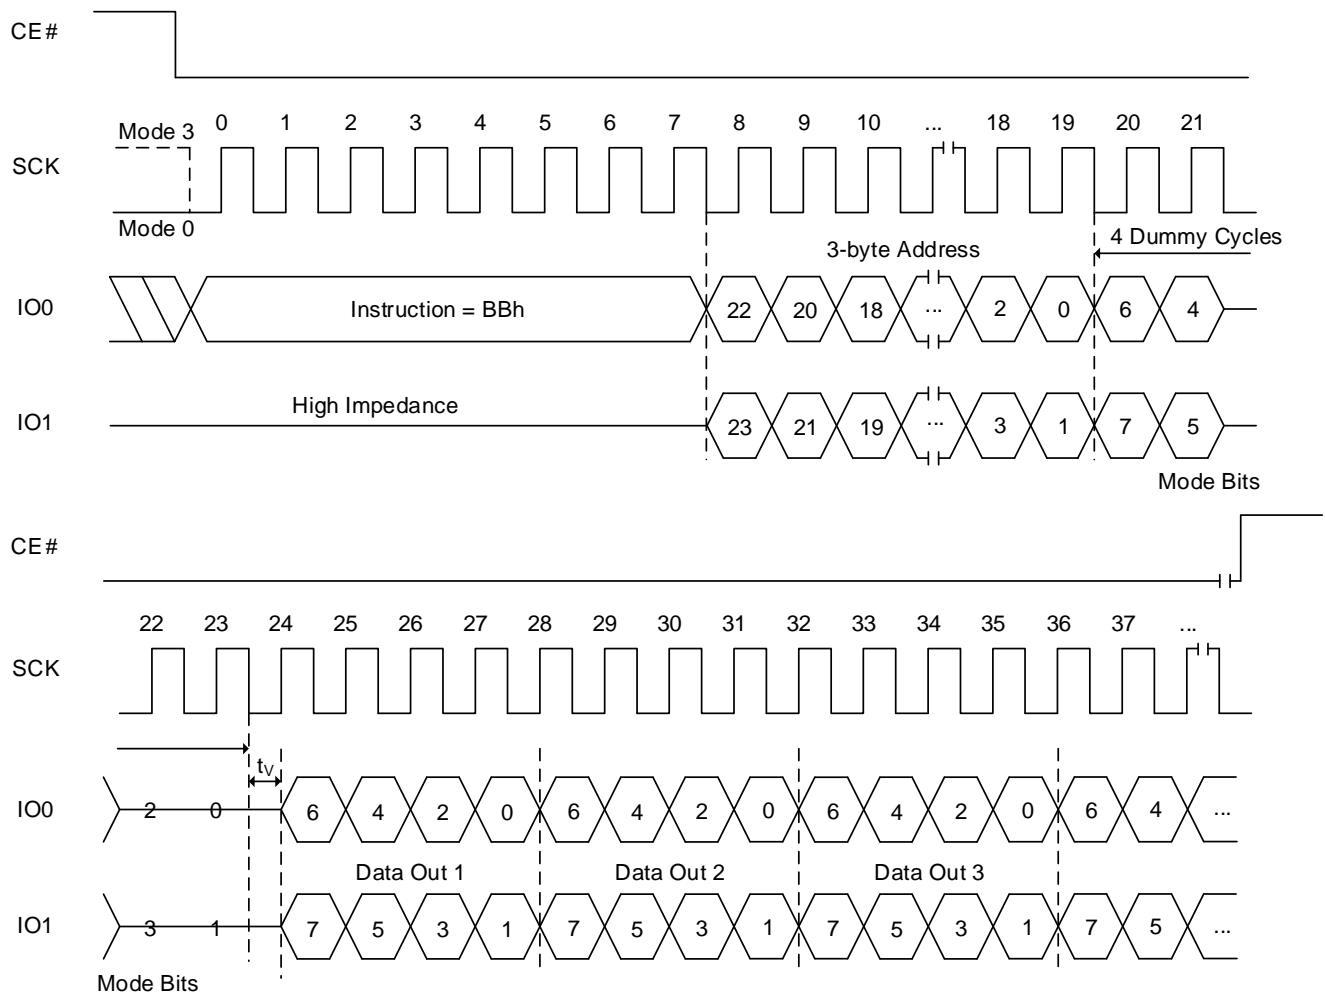 CE#
Mode 3 0 1 2 3 4 5 6 7 8 9 10 ... 18 19 20 21
SCK
Mode 0
3-byte Address 4 Dummy Cycles
IO0 Instruction = BBh 22 20 18 ... 2 0 6 4
High Impedance
IO1 23 21 19 ... 3 1 7 5
Mode Bits
CE#
22 23 24 25 26 27 28 29 30 31 32 33 34 35 36 37 ...
SCK
tV
IO0 2 0 6 4 2 0 6 4 2 0 6 4 2 0 6 4 ...
Data Out 1 Data Out 2 Data Out 3
IO1 3 1 7 5 3 1 7 5 3 1 7 5 3 1 7 5 ...
Mode Bits